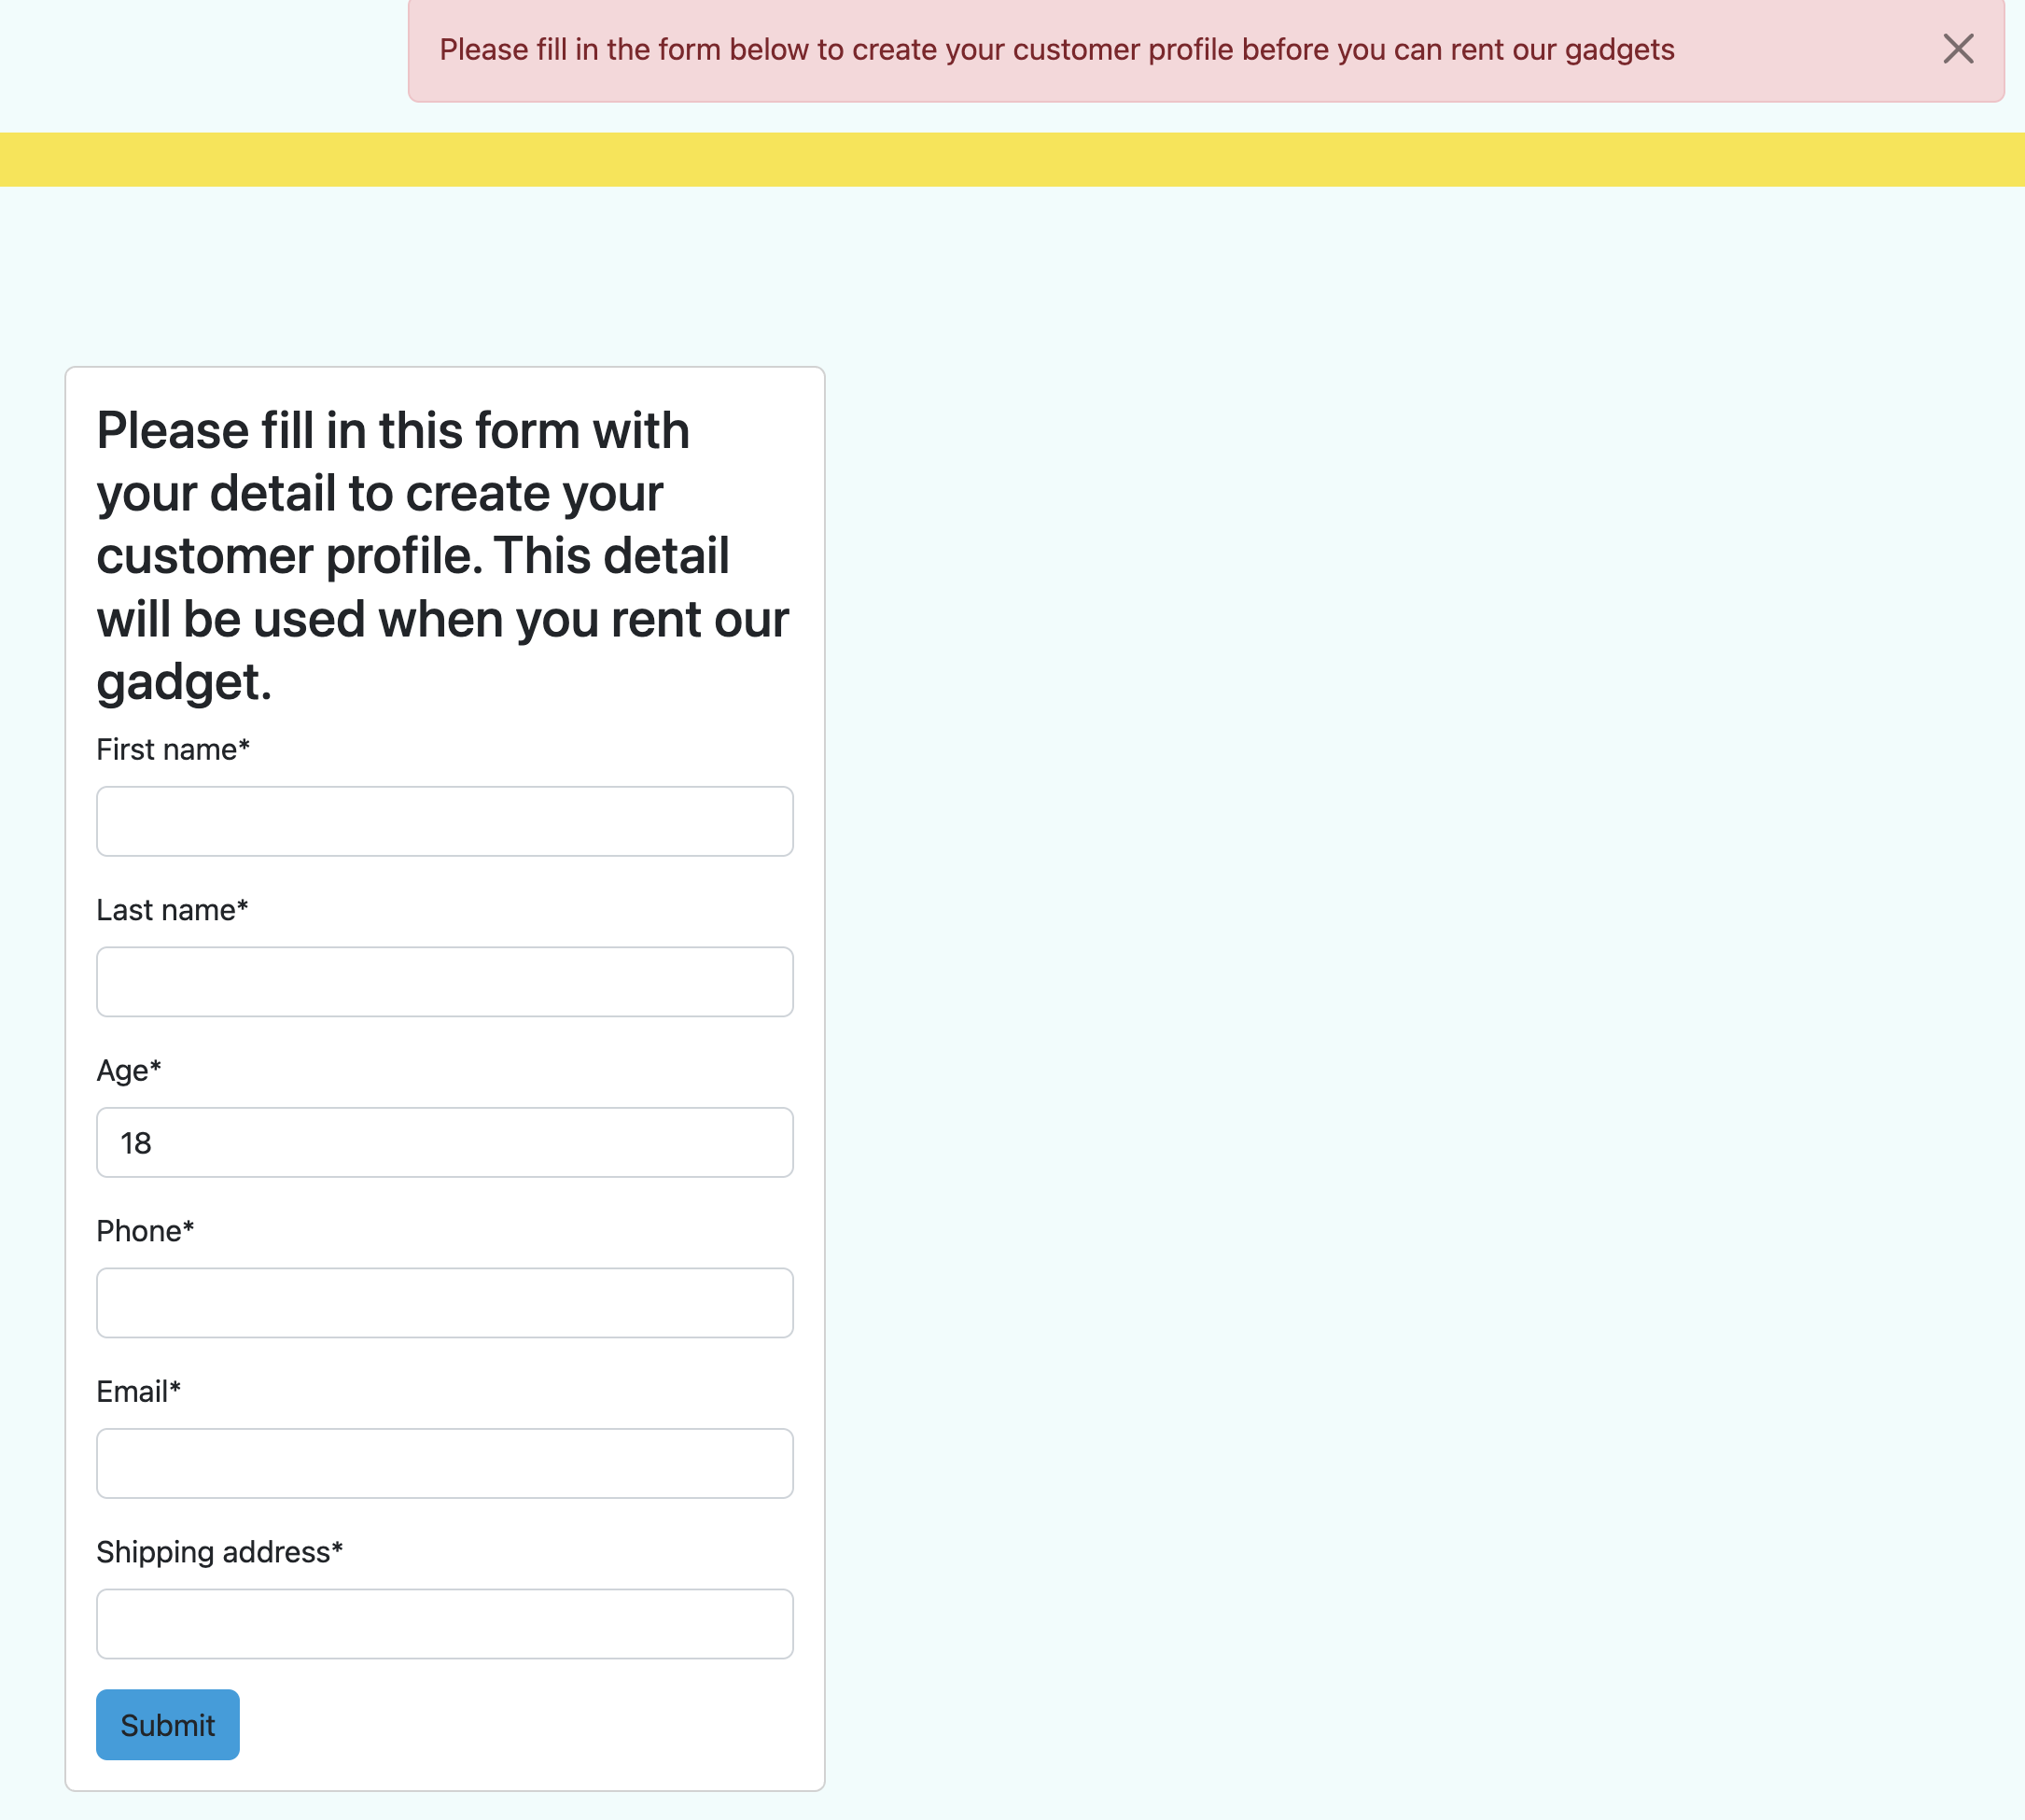 Please fill in the form below to create your customer profile before you can rent our gadgets
Please fill in this form with
your detail to create your
customer profile. This detail
will be used when you rent our
gadget.
First name*
Last name*
Age*
18
Phone*
Email*
Shipping address*
Submit